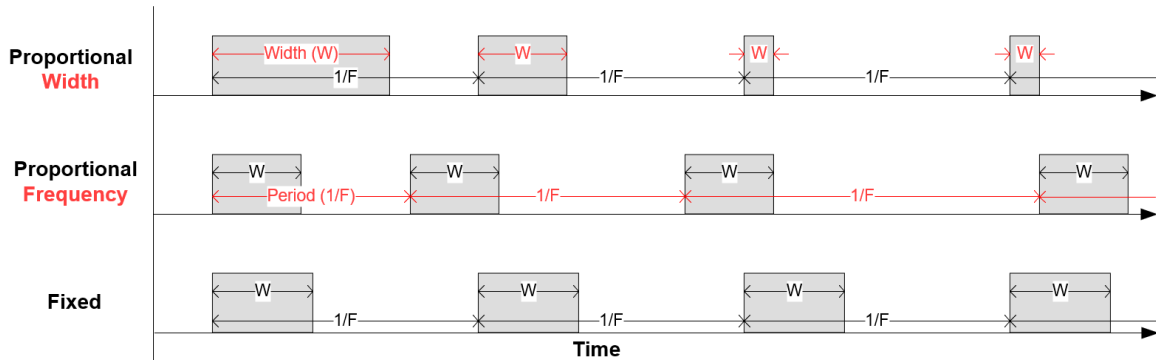 Proportional
Width
Width (W)
W
W
W
1/F
1/F
1/F
Proportional
Frequency
W
W
W
W
Period (1/F)
1/F
1/F
Fixed
W
W
W
W
1/F
1/F
1/F
Time